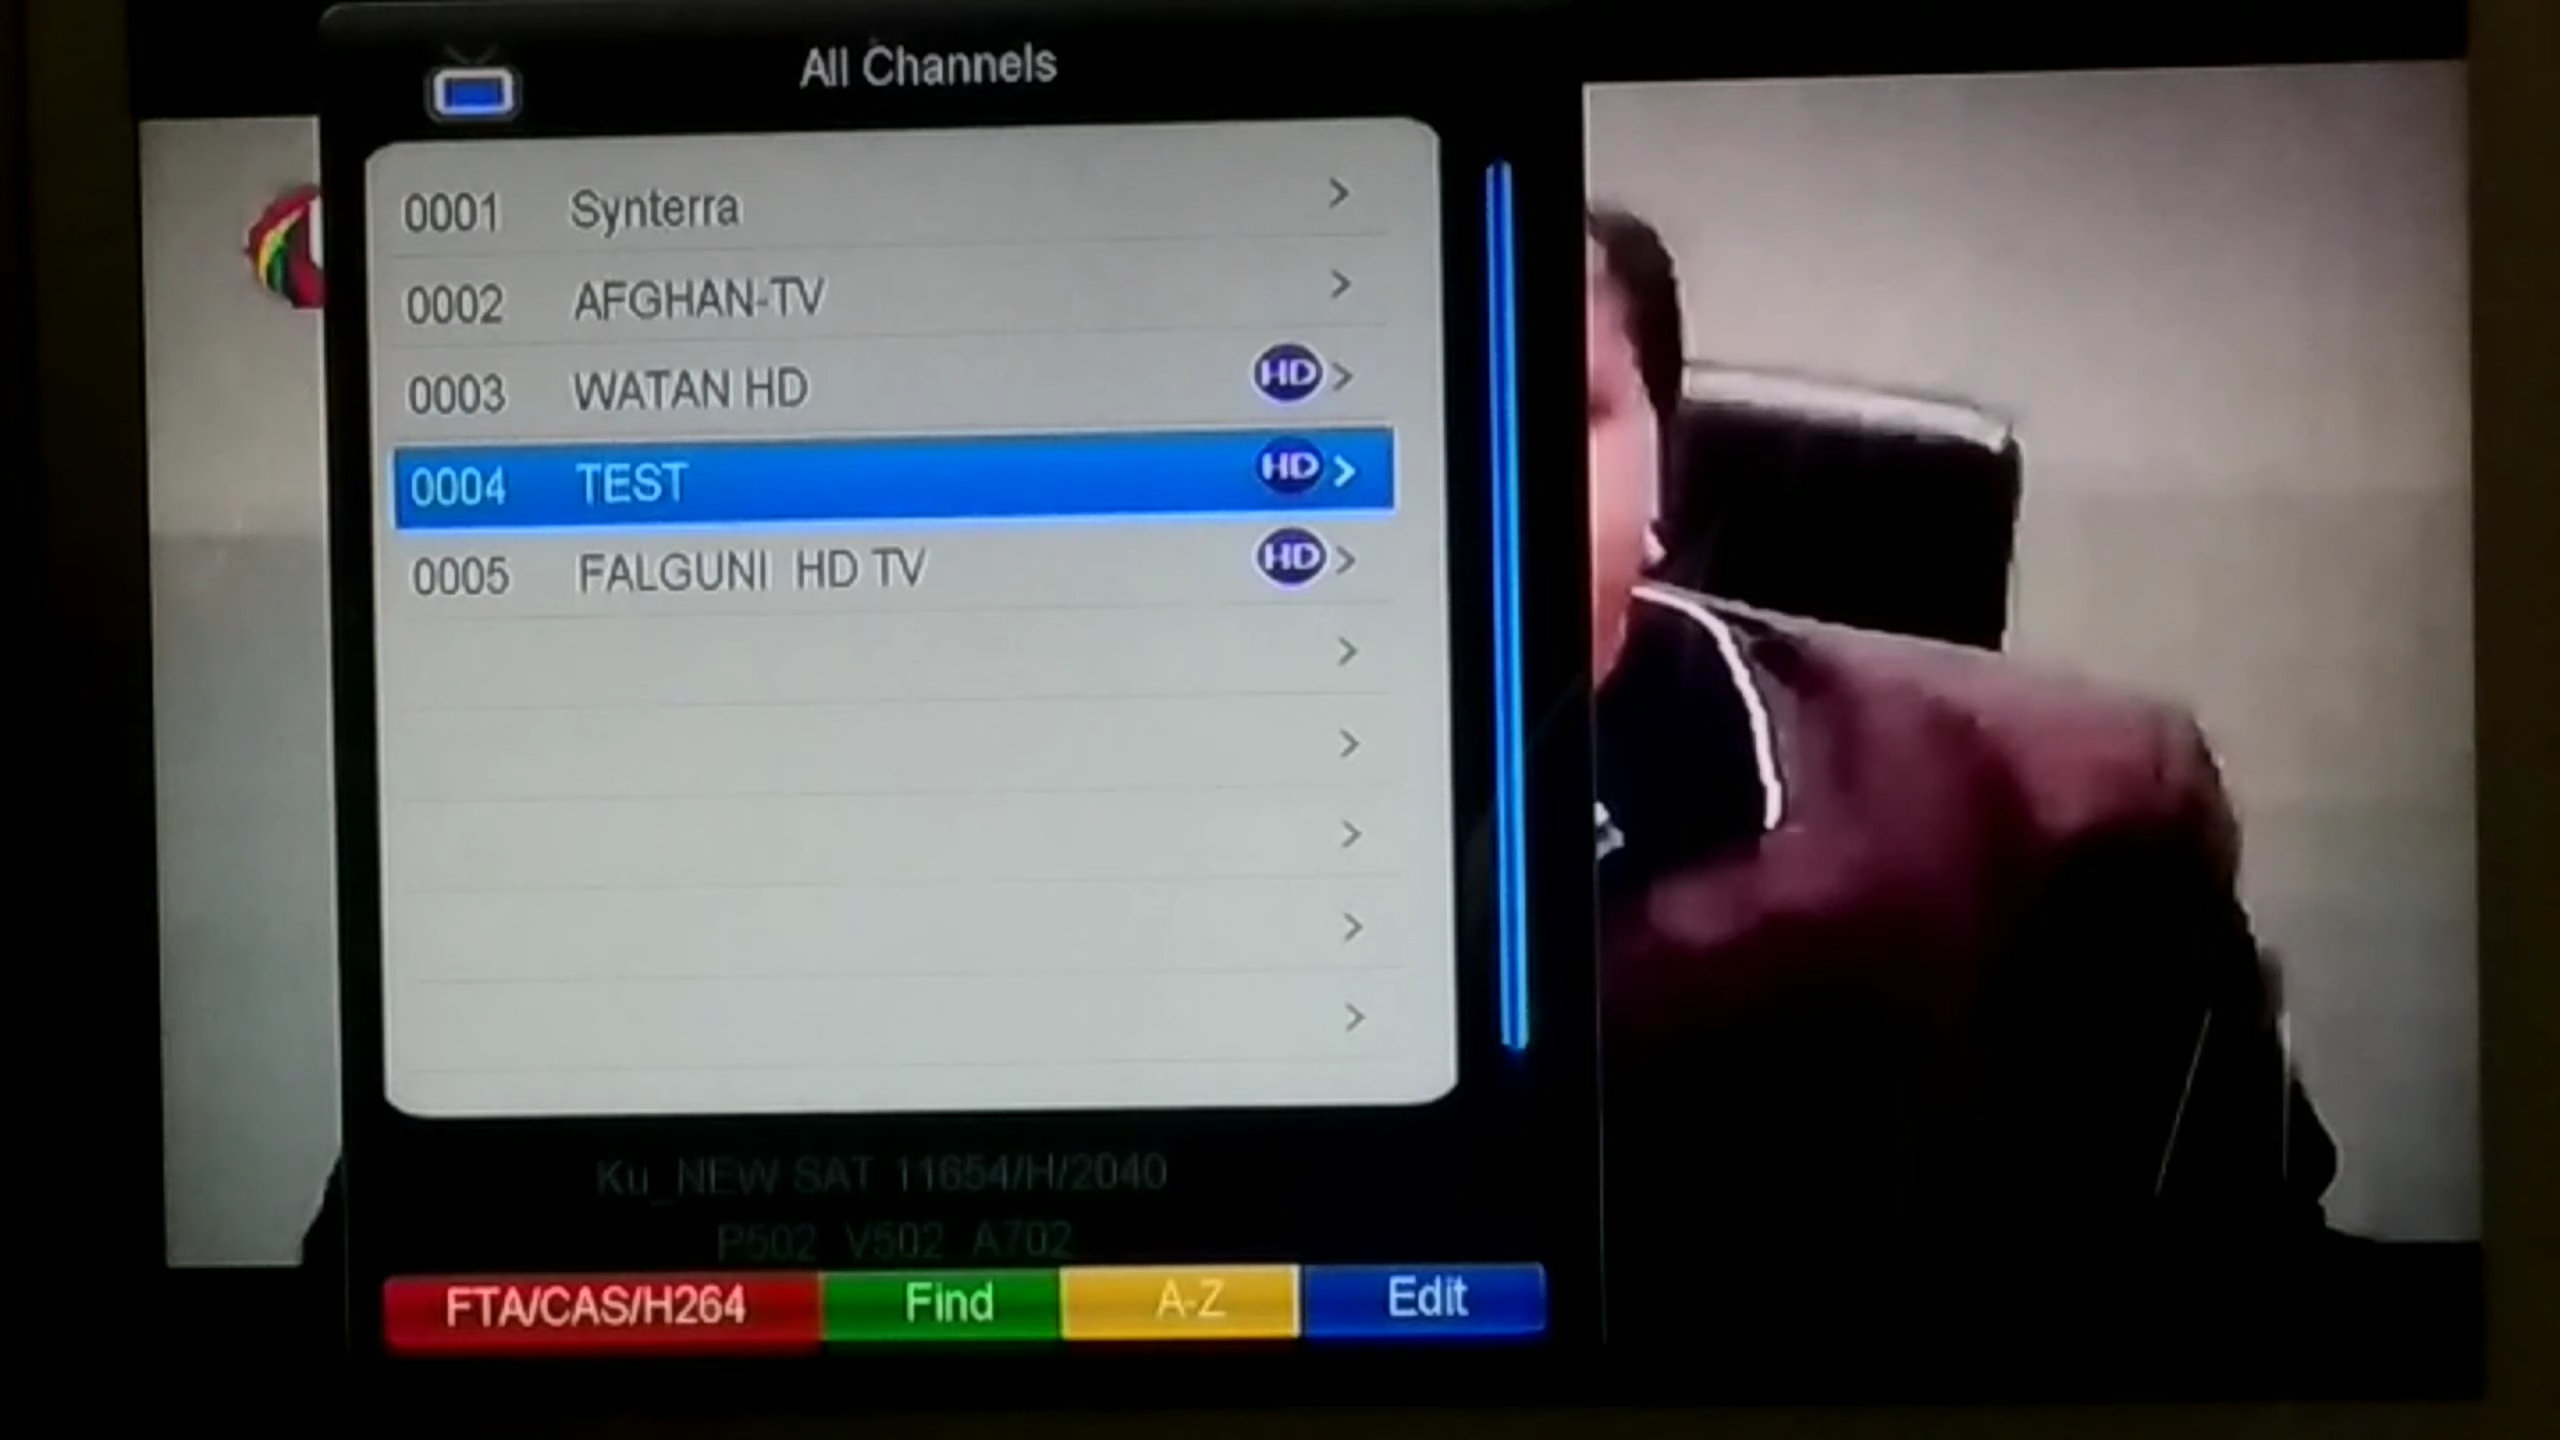 All Channels
0001 Synterra >
0002 AFGHAN-TV >
0003 WATAN HD HD >
0004 TEST HD >
0005 FALGUNI HD TV HD >
>
>
>
>
>
Ku_NEW SAT 11654/H/2040
P502 V502 A702
FTA/CAS/H264 Find A-Z Edit